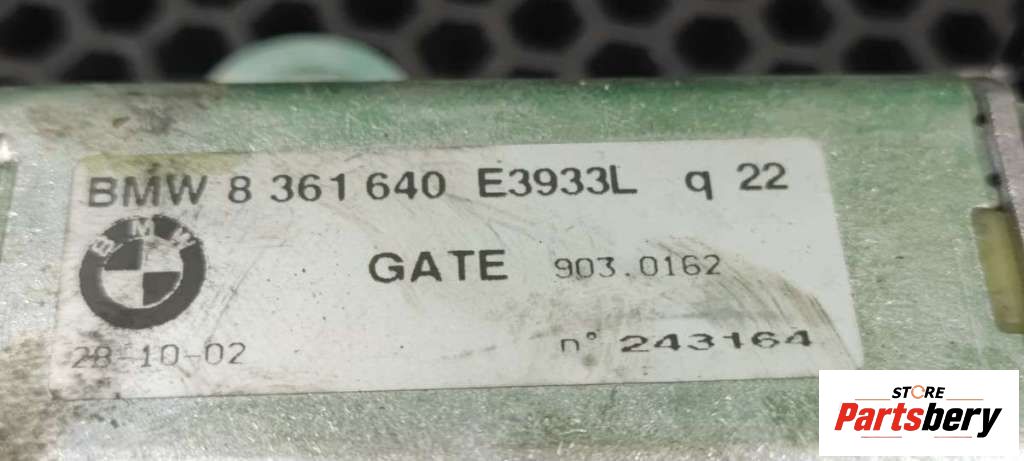 BMW 8 361 640 E3933L q 22
BMW
GATE 903.0162
28-10-02
n° 243164
STORE
Partsbery